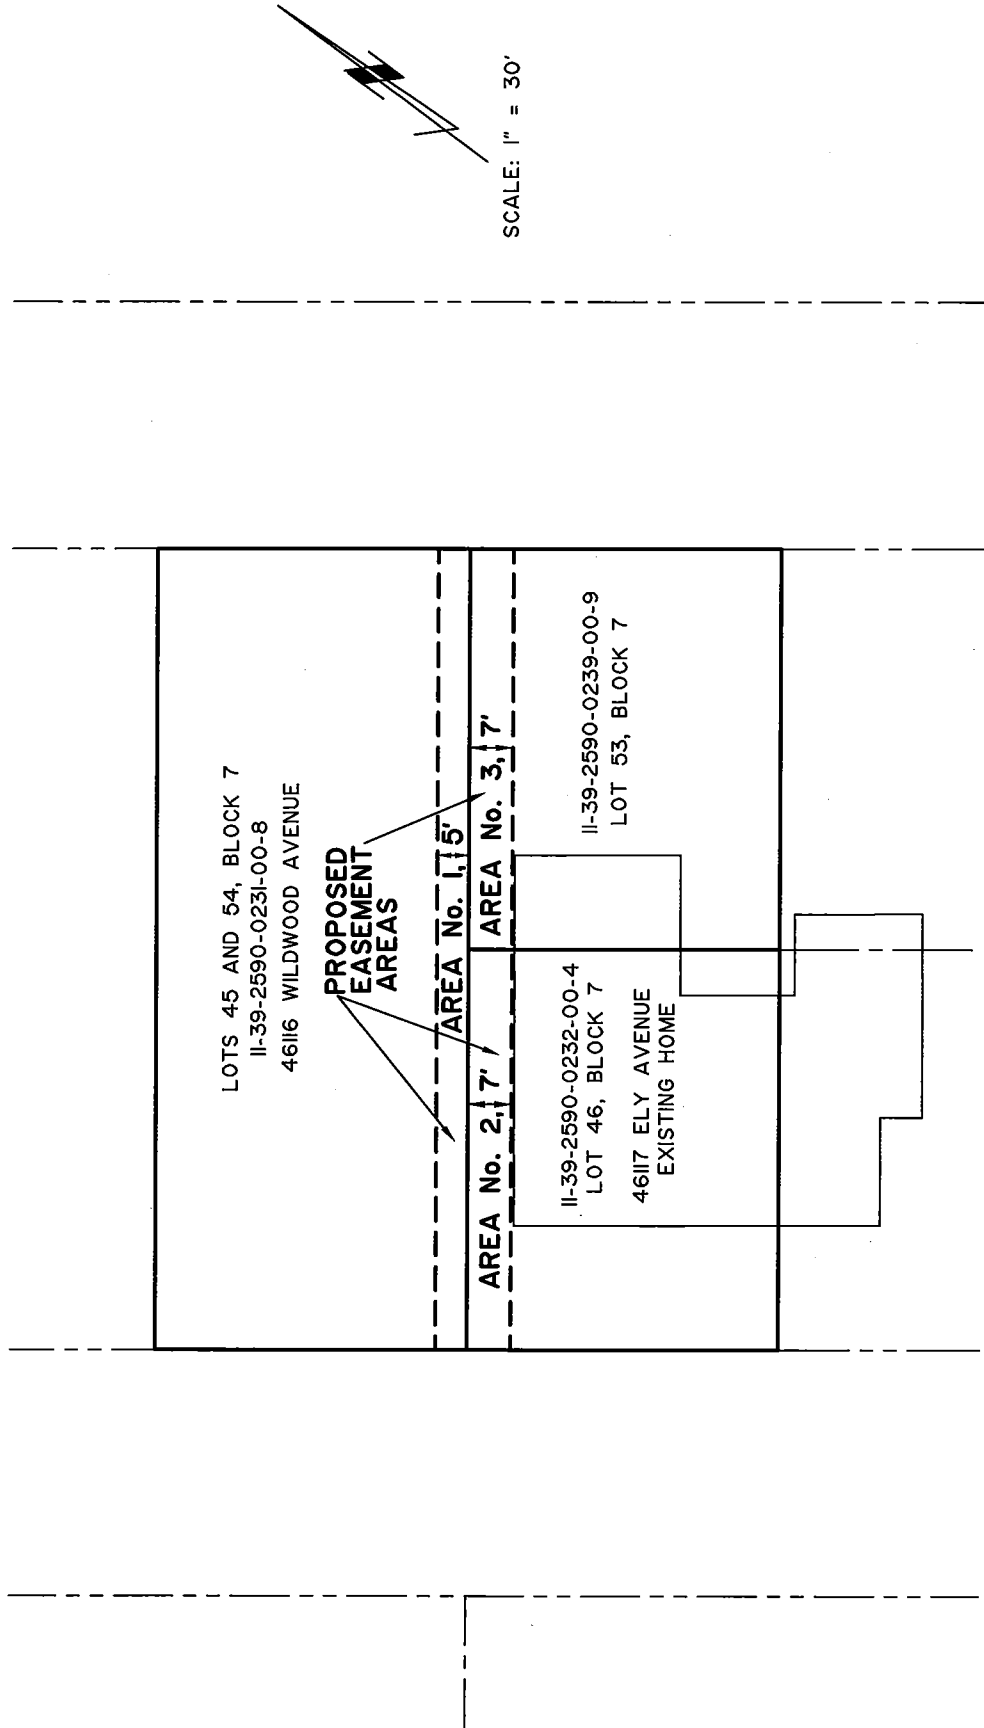 LOTS 45 AND 54, BLOCK 7
11-39-2590-0231-00-8
46116 WILDWOOD AVENUE
PROPOSED
EASEMENT
AREAS
AREA No. 1, 5'
AREA No. 2, 7'
AREA No. 3, 7'
11-39-2590-0232-00-4
LOT 46, BLOCK 7
46117 ELY AVENUE
EXISTING HOME
11-39-2590-0239-00-9
LOT 53, BLOCK 7
SCALE: 1" = 30'